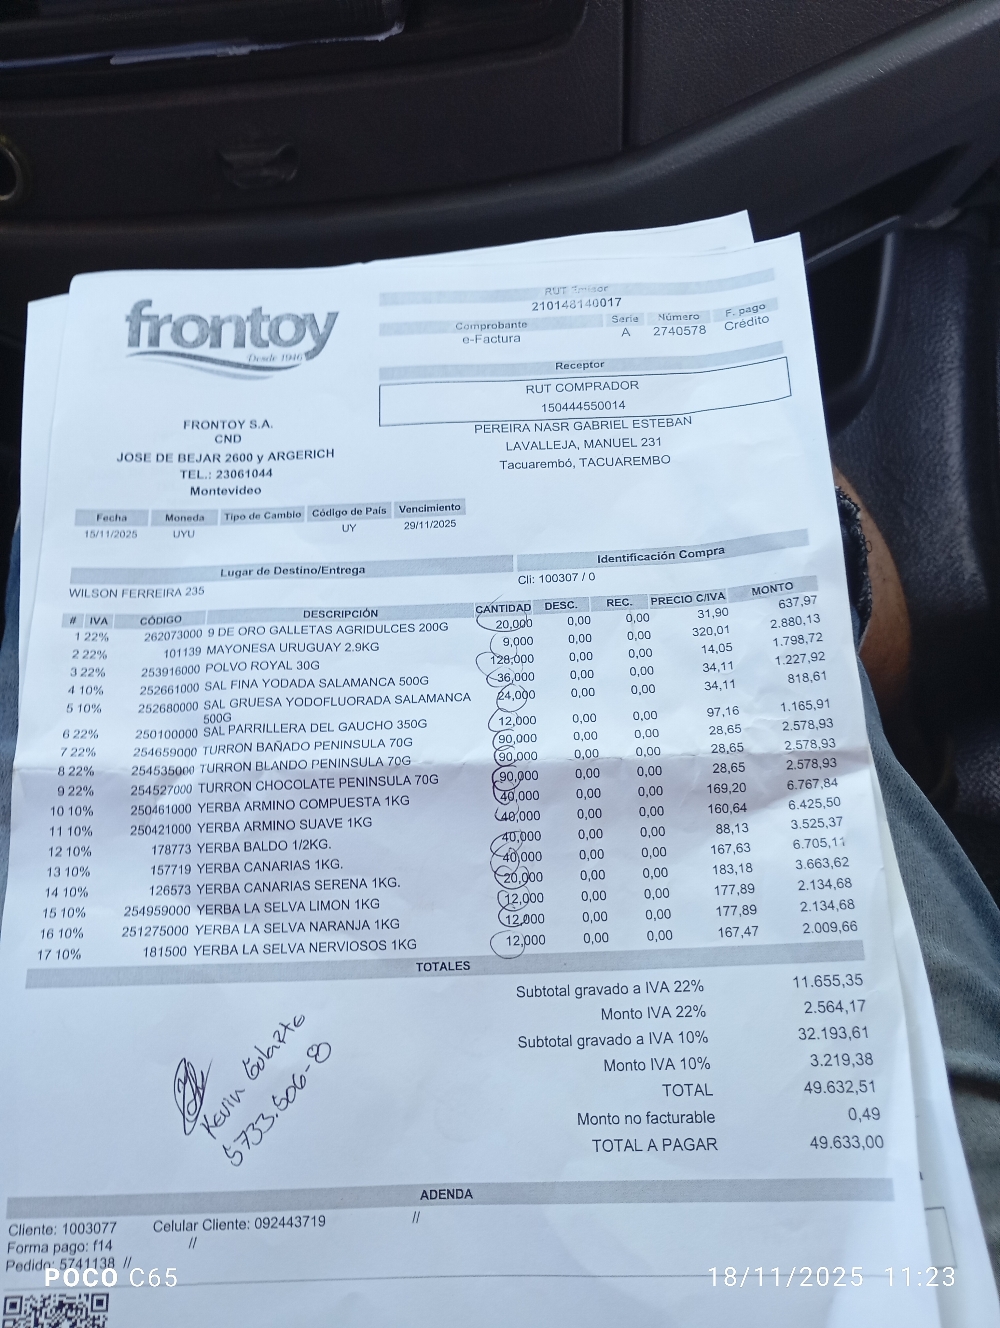 frontoy
Desde 1946
RUT Emisor
210148140017
Comprobante Serie Número F. pago
e-Factura A 2740578 Crédito
Receptor
RUT COMPRADOR
150444550014
PEREIRA NASR GABRIEL ESTEBAN
LAVALLEJA, MANUEL 231
Tacuarembó, TACUAREMBO
FRONTOY S.A.
CND
JOSE DE BEJAR 2600 y ARGERICH
TEL.: 23061044
Montevideo
Fecha Moneda Tipo de Cambio Código de País Vencimiento
15/11/2025 UYU UY 29/11/2025
Lugar de Destino/Entrega Identificación Compra
WILSON FERREIRA 235 Cli: 100307 / 0
# IVA CÓDIGO DESCRIPCIÓN CANTIDAD DESC. REC. PRECIO C/IVA MONTO
1 22% 262073000 9 DE ORO GALLETAS AGRIDULCES 200G 20,000 0,00 0,00 31,90 637,97
2 22% 101139 MAYONESA URUGUAY 2.9KG 9,000 0,00 0,00 320,01 2.880,13
3 22% 253916000 POLVO ROYAL 30G 128,000 0,00 0,00 14,05 1.798,72
4 10% 252661000 SAL FINA YODADA SALAMANCA 500G 36,000 0,00 0,00 34,11 1.227,92
5 10% 252680000 SAL GRUESA YODOFLUORADA SALAMANCA 24,000 0,00 0,00 34,11 818,61
500G
6 22% 250100000 SAL PARRILLERA DEL GAUCHO 350G 12,000 0,00 0,00 97,16 1.165,91
7 22% 254659000 TURRON BAÑADO PENINSULA 70G 90,000 0,00 0,00 28,65 2.578,93
8 22% 254535000 TURRON BLANDO PENINSULA 70G 90,000 0,00 0,00 28,65 2.578,93
9 22% 254527000 TURRON CHOCOLATE PENINSULA 70G 90,000 0,00 0,00 28,65 2.578,93
10 10% 250461000 YERBA ARMINO COMPUESTA 1KG 40,000 0,00 0,00 169,20 6.767,84
11 10% 250421000 YERBA ARMINO SUAVE 1KG 40,000 0,00 0,00 160,64 6.425,50
12 10% 178773 YERBA BALDO 1/2KG. 40,000 0,00 0,00 88,13 3.525,37
13 10% 157719 YERBA CANARIAS 1KG. 40,000 0,00 0,00 167,63 6.705,11
14 10% 126573 YERBA CANARIAS SERENA 1KG. 20,000 0,00 0,00 183,18 3.663,62
15 10% 254959000 YERBA LA SELVA LIMON 1KG 12,000 0,00 0,00 177,89 2.134,68
16 10% 251275000 YERBA LA SELVA NARANJA 1KG 12,000 0,00 0,00 177,89 2.134,68
17 10% 181500 YERBA LA SELVA NERVIOSOS 1KG 12,000 0,00 0,00 167,47 2.009,66
TOTALES
Subtotal gravado a IVA 22% 11.655,35
Monto IVA 22% 2.564,17
Subtotal gravado a IVA 10% 32.193,61
Monto IVA 10% 3.219,38
TOTAL 49.632,51
Monto no facturable 0,49
TOTAL A PAGAR 49.633,00
Kevin
5733.506-8
ADENDA
Cliente: 1003077 Celular Cliente: 092443719 //
Forma pago: f14 //
Pedido: 5741138 //
POCO C65 18/11/2025 11:23